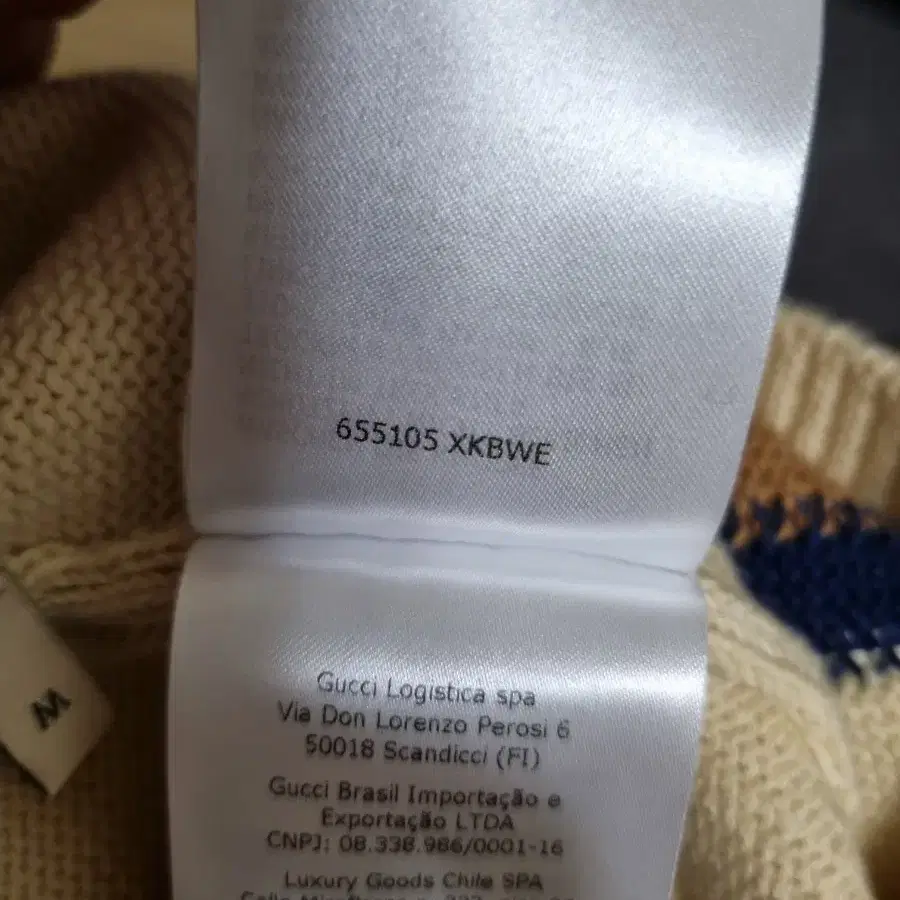 655105 XKBWE
Gucci Logistica spa
Via Don Lorenzo Perosi 6
50018 Scandicci (FI)
Gucci Brasil Importação e
Exportação LTDA
CNPJ: 08.338.986/0001-16
Luxury Goods Chile SPA
M